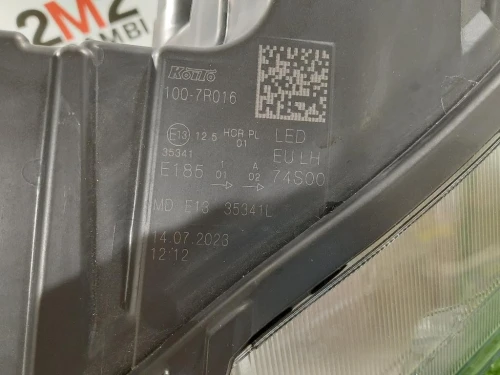 2M2
CAMBI
KOITO
100-7R016
E13 12.5 HCR PL LED
35341 01 EU LH
1 A
E185 01 → 02 → 74S00
MD E13 35341L
14.07.2023
12:12